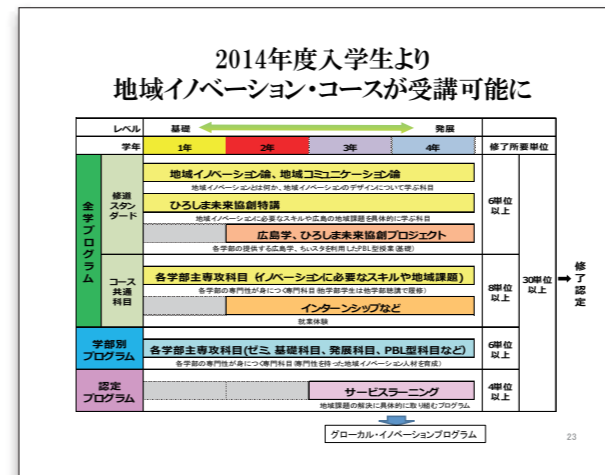 2014年度入学生より
地域イノベーション・コースが受講可能に
レベル 基礎 発展
学年 1年 2年 3年 4年 修了所要単位
全学プログラム
修道スタンダード
地域イノベーション論、地域コミュニケーション論
地域イノベーションとは何か、地域イノベーションのデザインについて学ぶ科目
ひろしま未来協創特講
地域イノベーションに必要なスキルや広島の地域課題を具体的に学ぶ科目
広島学、ひろしま未来協創プロジェクト
各学部の提供する広島学、ちいスタを利用したPBL型授業(基礎)
6単位以上
コース共通科目
各学部主専攻科目(イノベーションに必要なスキルや地域課題)
各学部の専門性が身につく専門科目(他学部学生は他学部聴講で履修)
インターンシップなど
就業体験
8単位以上
学部別プログラム
各学部主専攻科目(ゼミ、基礎科目、発展科目、PBL型科目など)
各学部の専門性が身につく専門科目(専門性を持った地域イノベーション人材を育成)
6単位以上
認定プログラム
サービスラーニング
地域課題の解決に具体的に取り組むプログラム
4単位以上
30単位以上
修了認定
グローカル・イノベーションプログラム
23